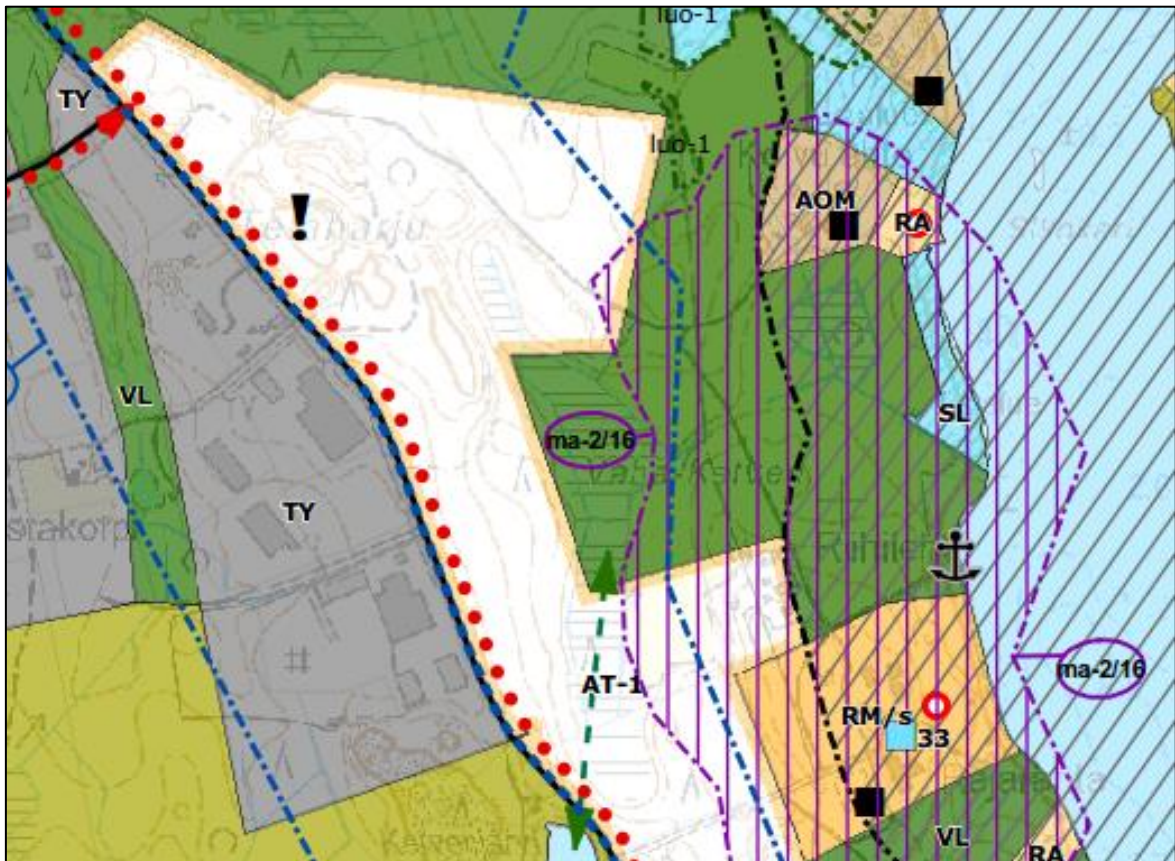 luo-1
TY
luo-1
!
AOM
RA
VL
SL
ma-2/16
TY
ma-2/16
AT-1
RM/s
33
VL
RA